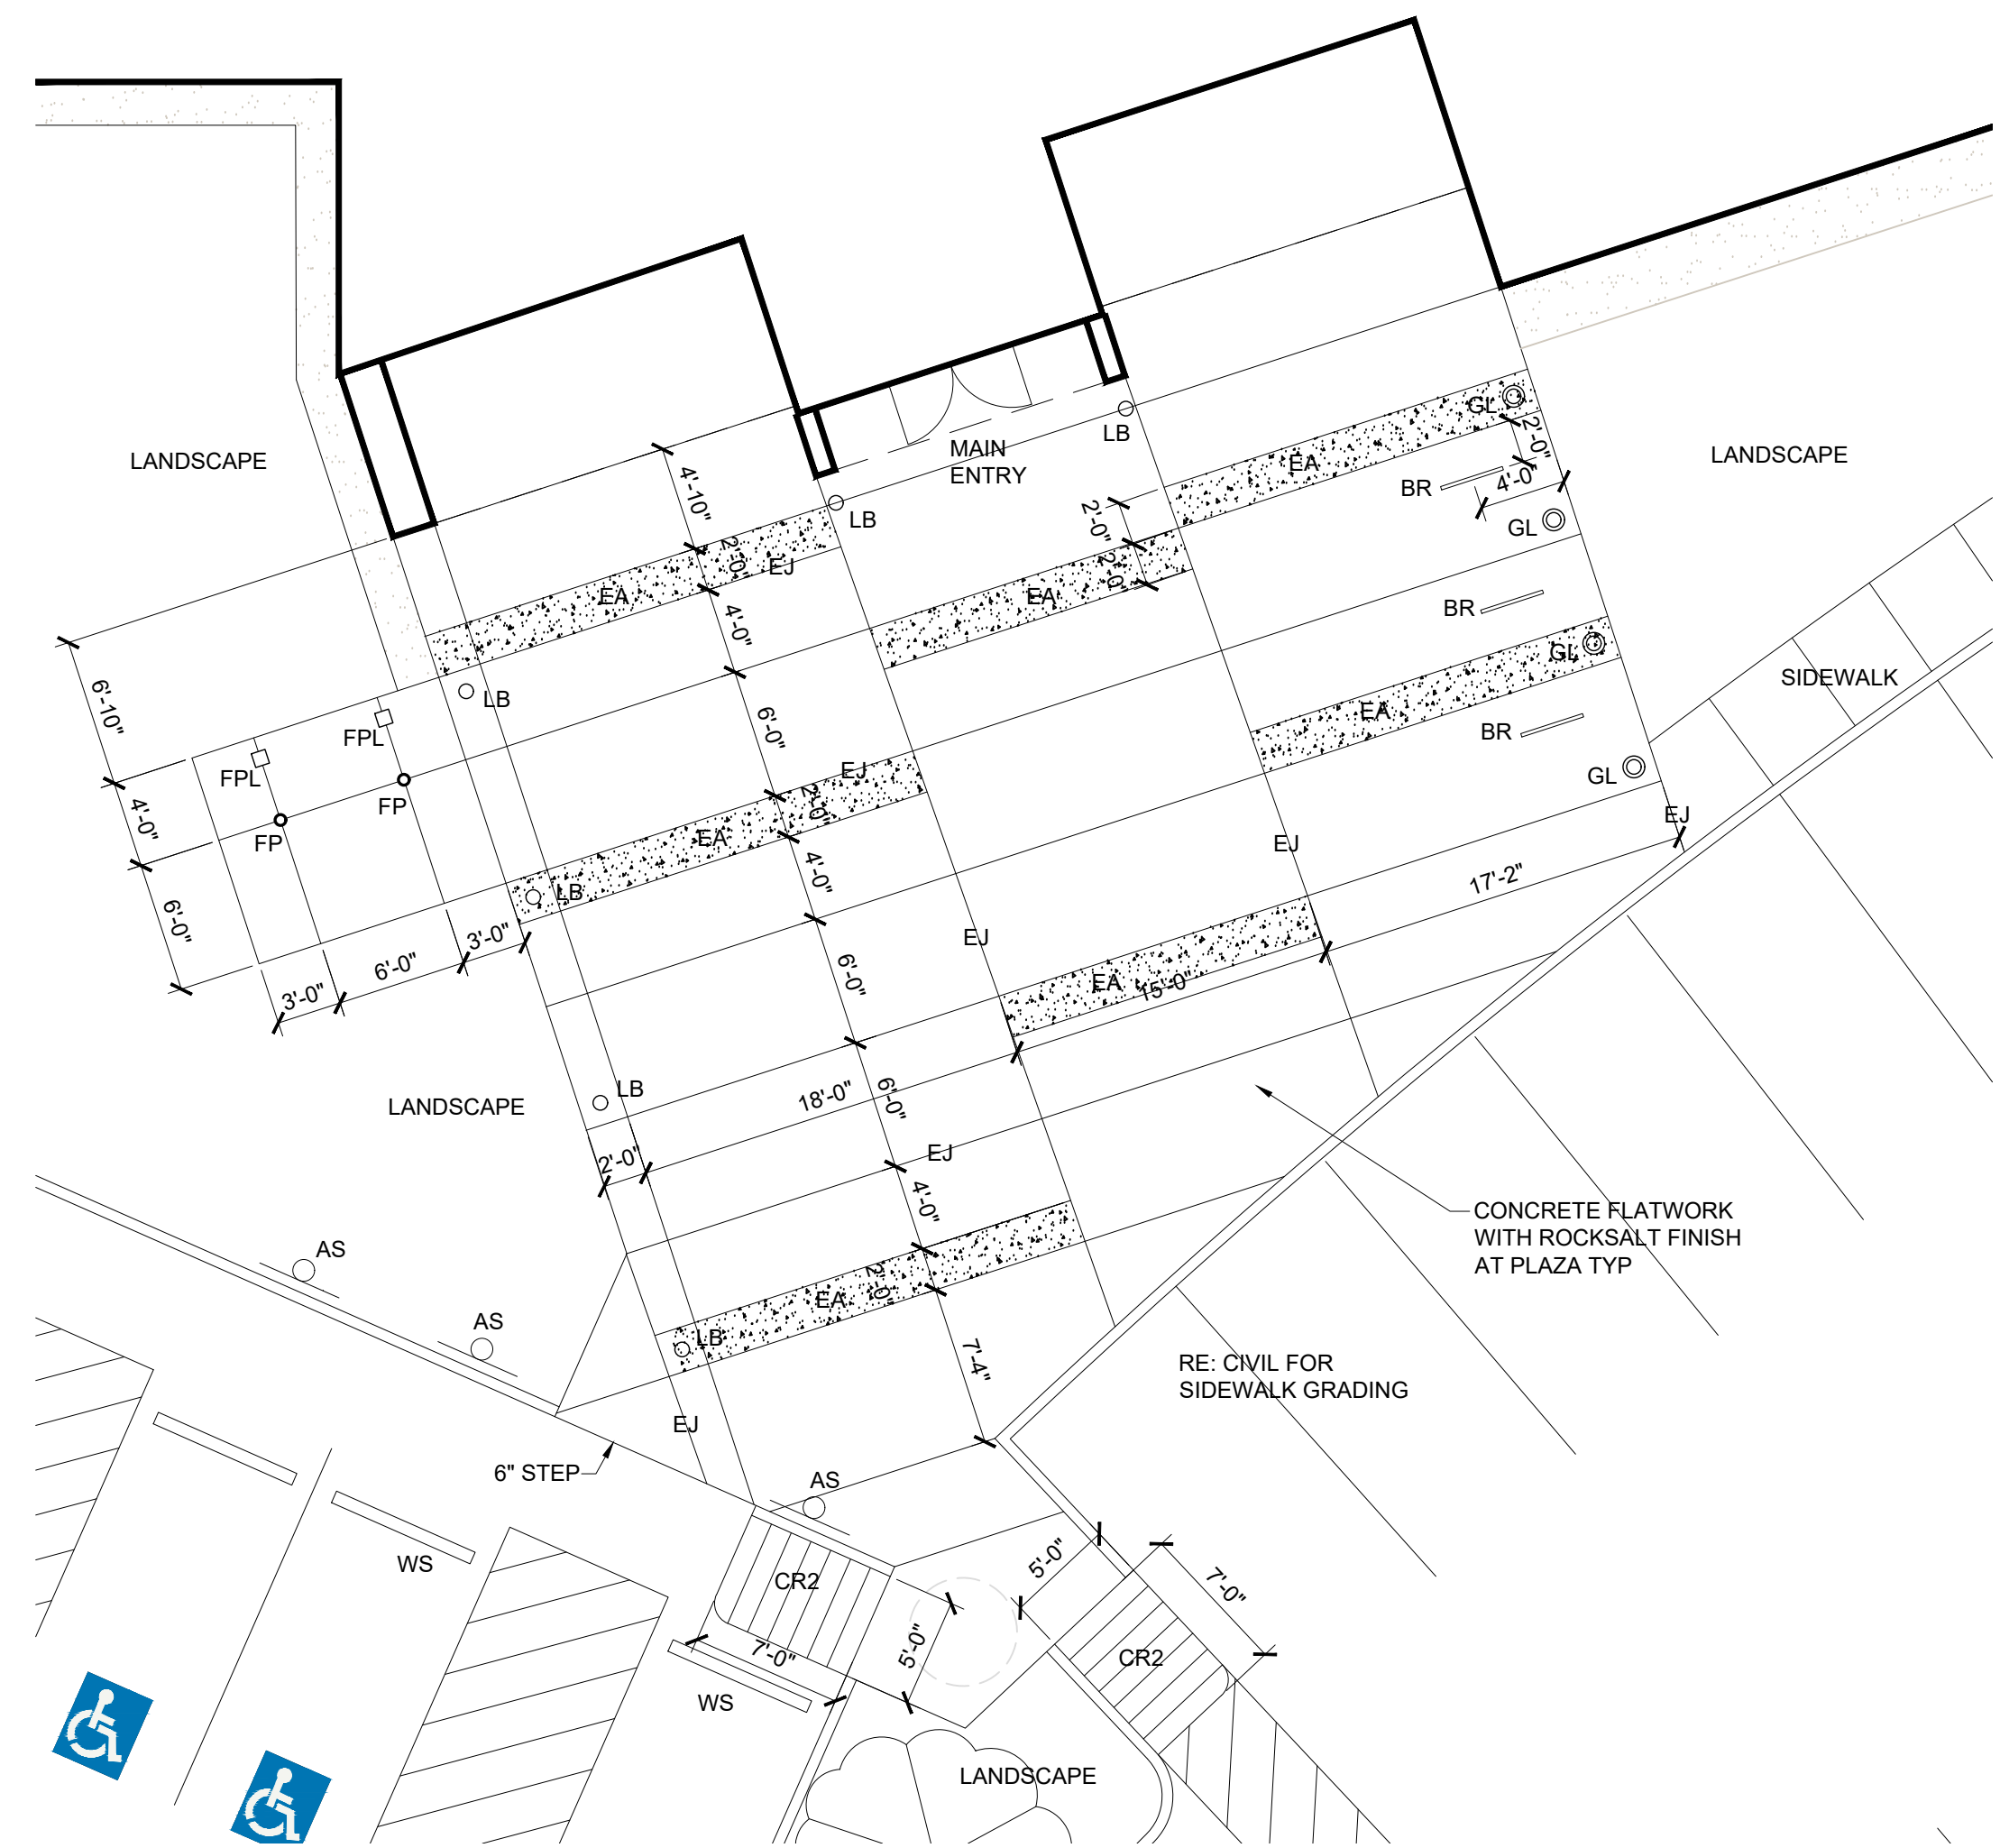 LANDSCAPE
MAIN
ENTRY
LB
LB
4'-10"
2'-0"
EJ
EA
4'-0"
2'-0"
2'-0"
EA
EA
GL
2'-0"
BR
4'-0"
GL
LANDSCAPE
BR
GL
EA
BR
GL
EJ
SIDEWALK
6'-10"
4'-0"
6'-0"
FPL
FPL
FP
FP
LB
6'-0"
EJ
2'-0"
EA
LB
4'-0"
3'-0"
6'-0"
3'-0"
EJ
EJ
17'-2"
6'-0"
EA
15'-0"
LANDSCAPE
LB
18'-0"
6'-0"
2'-0"
EJ
4'-0"
CONCRETE FLATWORK
WITH ROCKSALT FINISH
AT PLAZA TYP
AS
AS
EA
2'-0"
LB
7'-4"
RE: CIVIL FOR
SIDEWALK GRADING
EJ
6" STEP
AS
WS
CR2
5'-0"
7'-0"
7'-0"
5'-0"
CR2
WS
LANDSCAPE